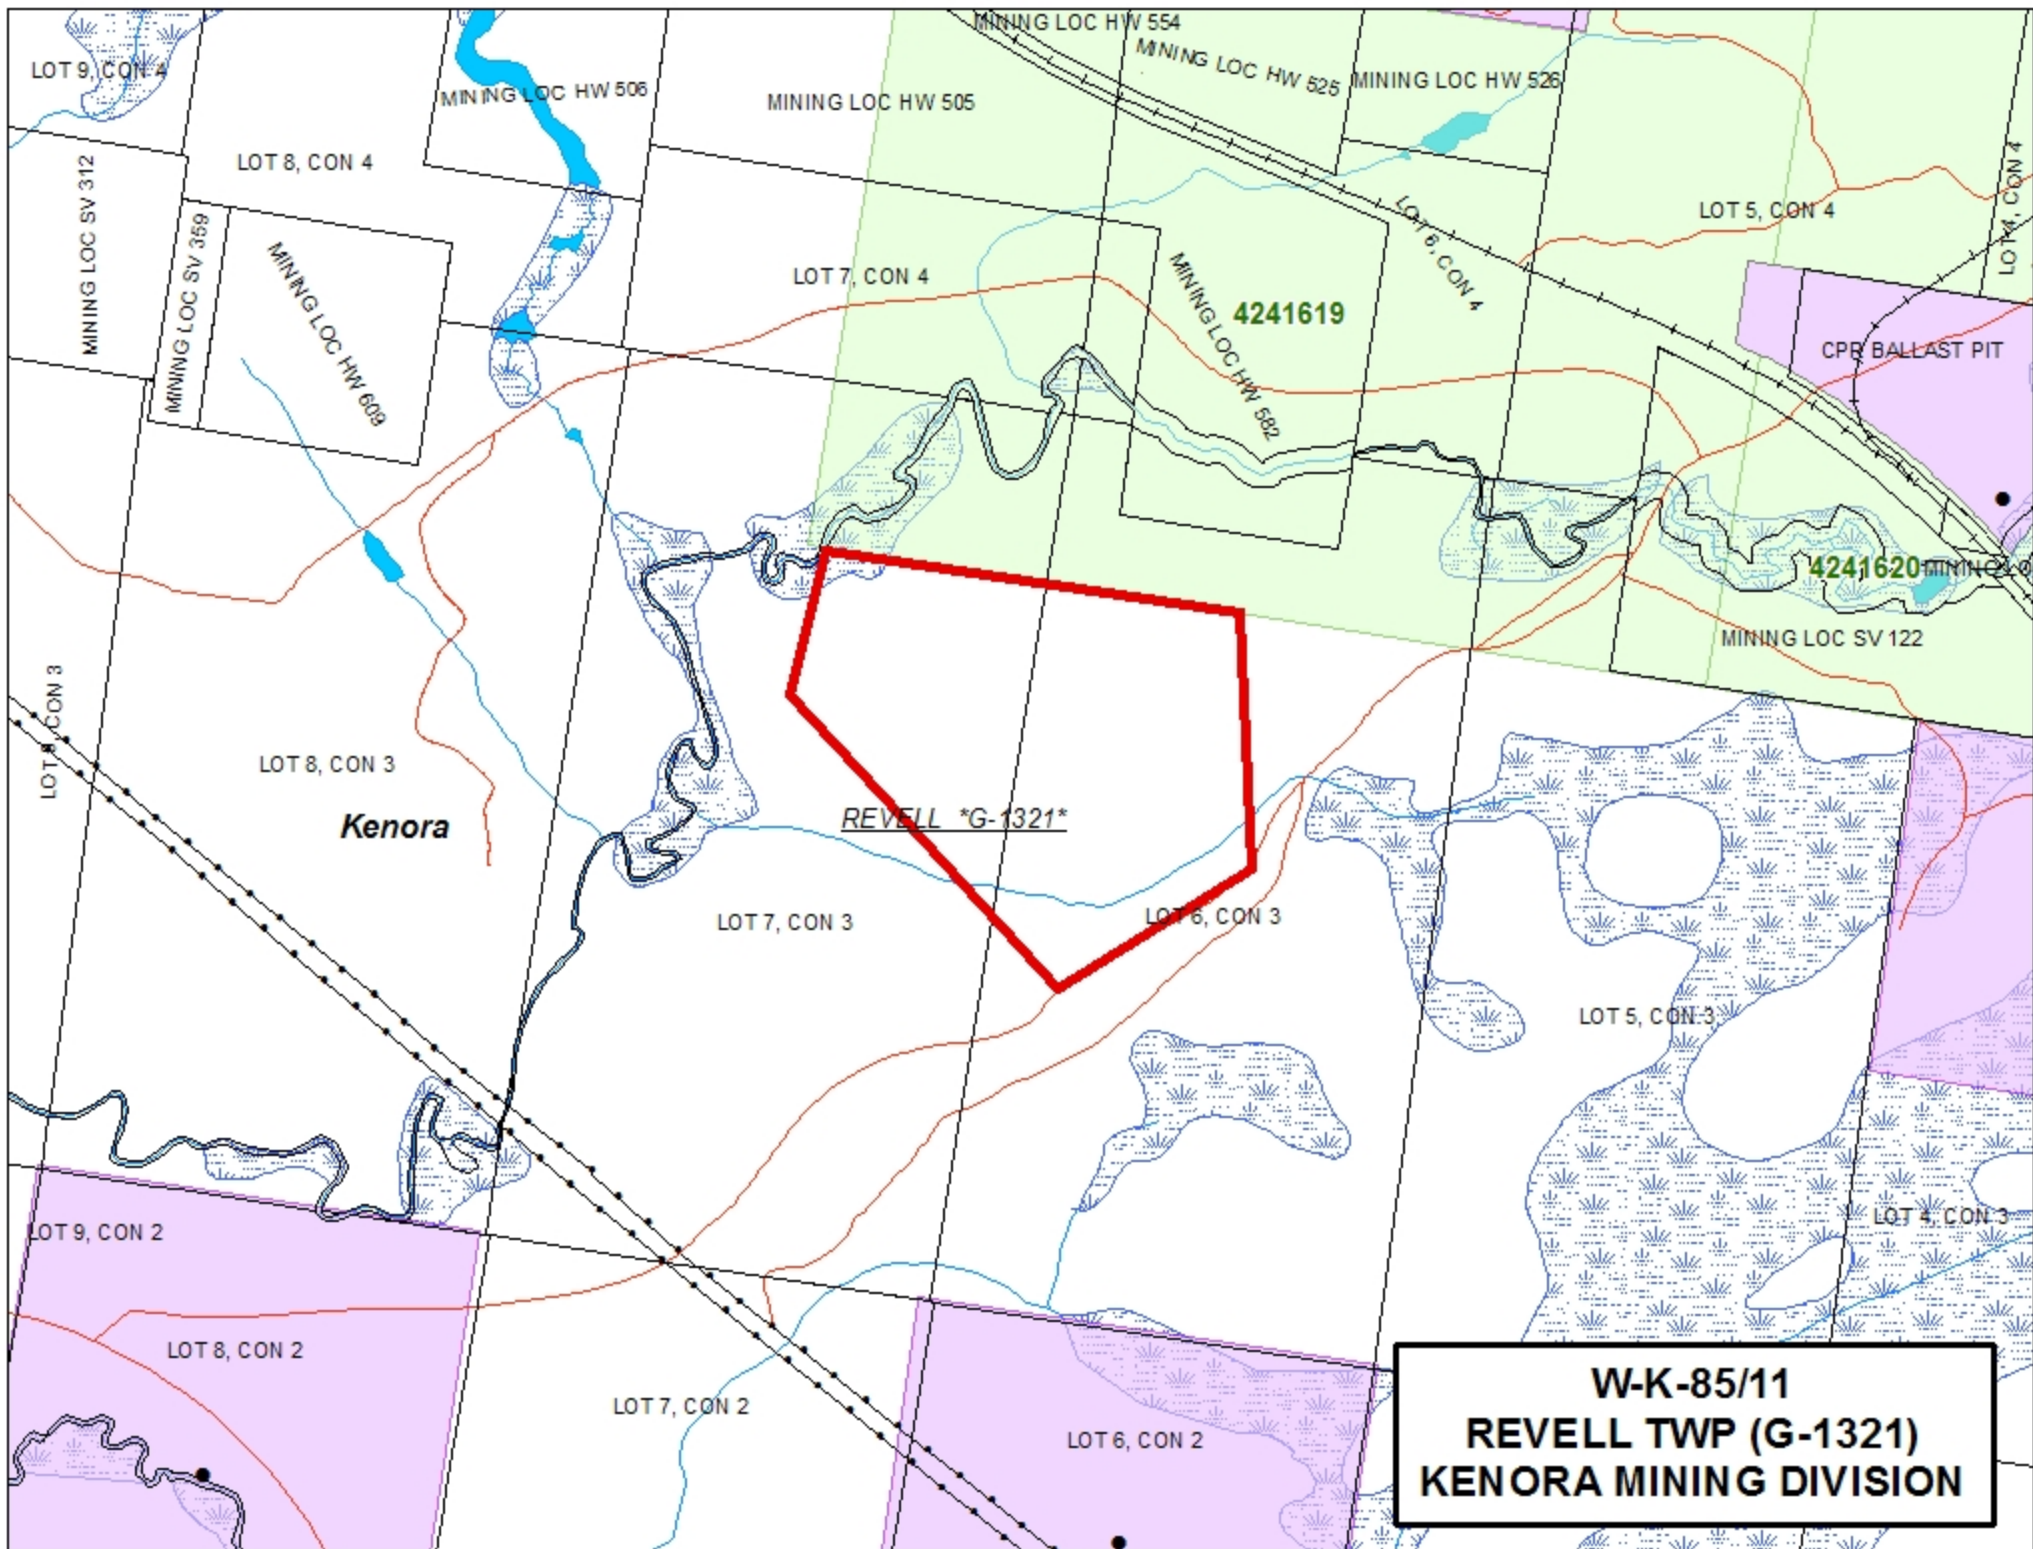 MINING LOC HW 554
MINING LOC HW 525
MINING LOC HW 526
LOT 9, CON 4
MINING LOC HW 506
MINING LOC HW 505
LOT 8, CON 4
MINING LOC SV 312
MINING LOC SV 359
MINING LOC HW 609
LOT 7, CON 4
MINING LOC HW 582
4241619
LOT 6, CON 4
LOT 5, CON 4
LOT 4, CON 4
CPR BALLAST PIT
4241620
MINING LO
MINING LOC SV 122
LOT 9, CON 3
LOT 8, CON 3
Kenora
REVELL *G-1321*
LOT 7, CON 3
LOT 6, CON 3
LOT 5, CON 3
LOT 4, CON 3
LOT 9, CON 2
LOT 8, CON 2
LOT 7, CON 2
LOT 6, CON 2
W-K-85/11
REVELL TWP (G-1321)
KENORA MINING DIVISION